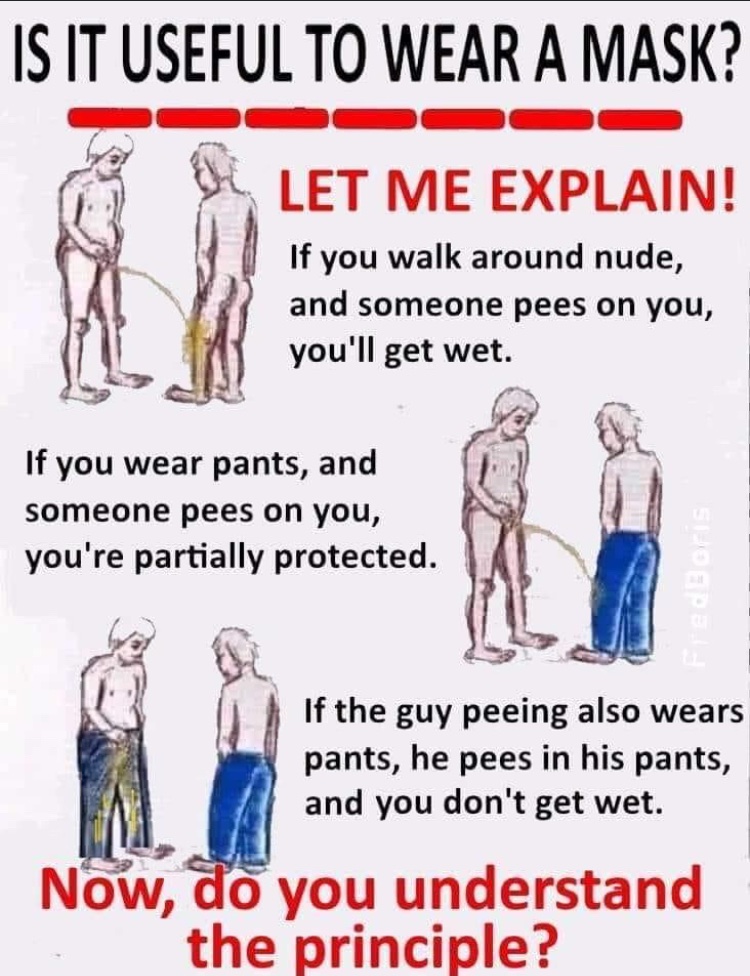 IS IT USEFUL TO WEAR A MASK?
LET ME EXPLAIN!
If you walk around nude,
and someone pees on you,
you'll get wet.
If you wear pants, and
someone pees on you,
you're partially protected.
FredBoris
If the guy peeing also wears
pants, he pees in his pants,
and you don't get wet.
Now, do you understand
the principle?